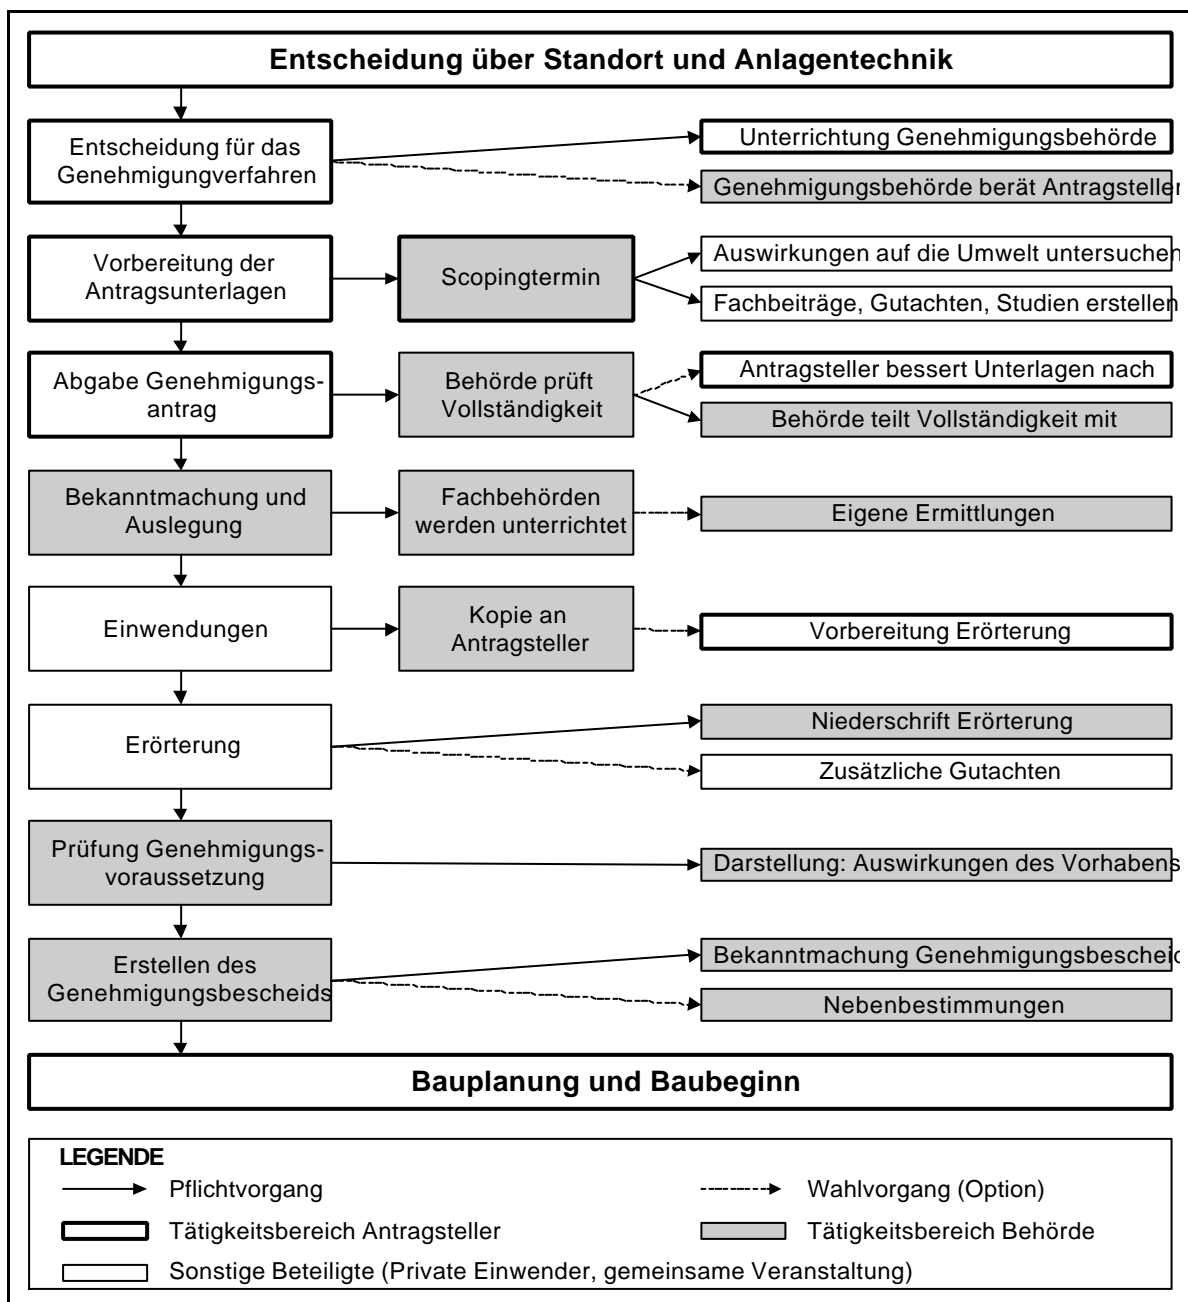 Entscheidung über Standort und Anlagentechnik
Entscheidung für das
Genehmigungverfahren
Unterrichtung Genehmigungsbehörde
Genehmigungsbehörde berät Antragsteller
Vorbereitung der
Antragsunterlagen
Scopingtermin
Auswirkungen auf die Umwelt untersuchen
Fachbeiträge, Gutachten, Studien erstellen
Abgabe Genehmigungs-
antrag
Behörde prüft
Vollständigkeit
Antragsteller bessert Unterlagen nach
Behörde teilt Vollständigkeit mit
Bekanntmachung und
Auslegung
Fachbehörden
werden unterrichtet
Eigene Ermittlungen
Einwendungen
Kopie an
Antragsteller
Vorbereitung Erörterung
Erörterung
Niederschrift Erörterung
Zusätzliche Gutachten
Prüfung Genehmigungs-
voraussetzung
Darstellung: Auswirkungen des Vorhabens
Erstellen des
Genehmigungsbescheids
Bekanntmachung Genehmigungsbescheid
Nebenbestimmungen
Bauplanung und Baubeginn
LEGENDE
Pflichtvorgang
Wahlvorgang (Option)
Tätigkeitsbereich Antragsteller
Tätigkeitsbereich Behörde
Sonstige Beteiligte (Private Einwender, gemeinsame Veranstaltung)